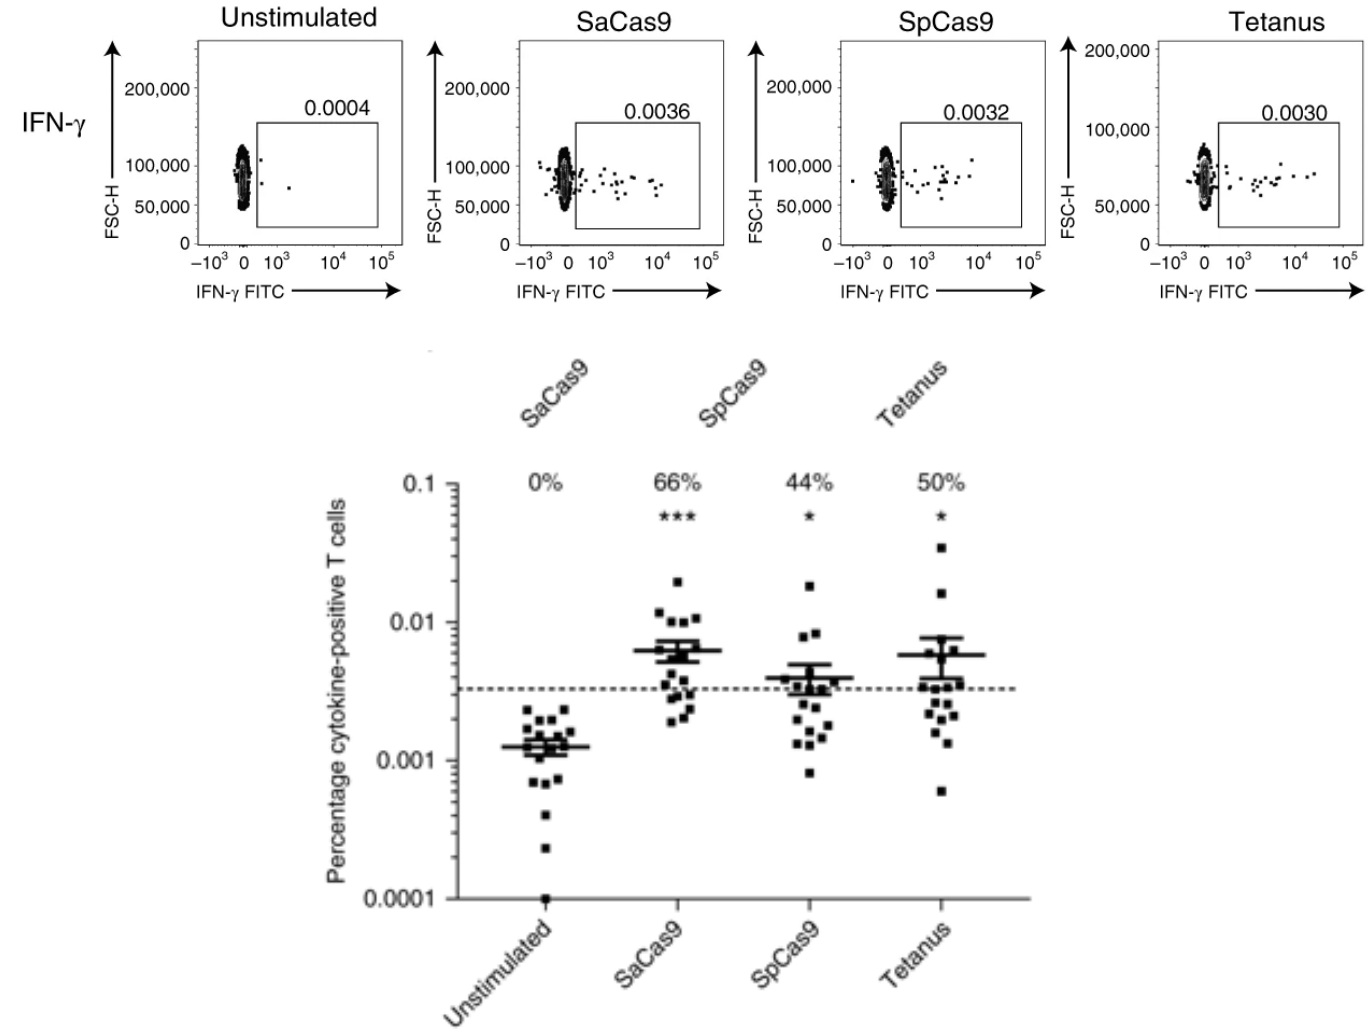 Unstimulated SaCas9 SpCas9 Tetanus
IFN-γ
0.0004 0.0036 0.0032 0.0030
200,000 200,000 200,000 200,000
100,000 100,000 100,000 100,000
50,000 50,000 50,000 50,000
0 0 0 0
FSC-H FSC-H FSC-H FSC-H
−10³ 0 10³ 10⁴ 10⁵ −10³ 0 10³ 10⁴ 10⁵ −10³ 0 10³ 10⁴ 10⁵ −10³ 0 10³ 10⁴ 10⁵
IFN-γ FITC IFN-γ FITC IFN-γ FITC IFN-γ FITC
SaCas9 SpCas9 Tetanus
Percentage cytokine-positive T cells
0.1 0% 66% 44% 50%
*** * *
0.01
0.001
0.0001
Unstimulated SaCas9 SpCas9 Tetanus